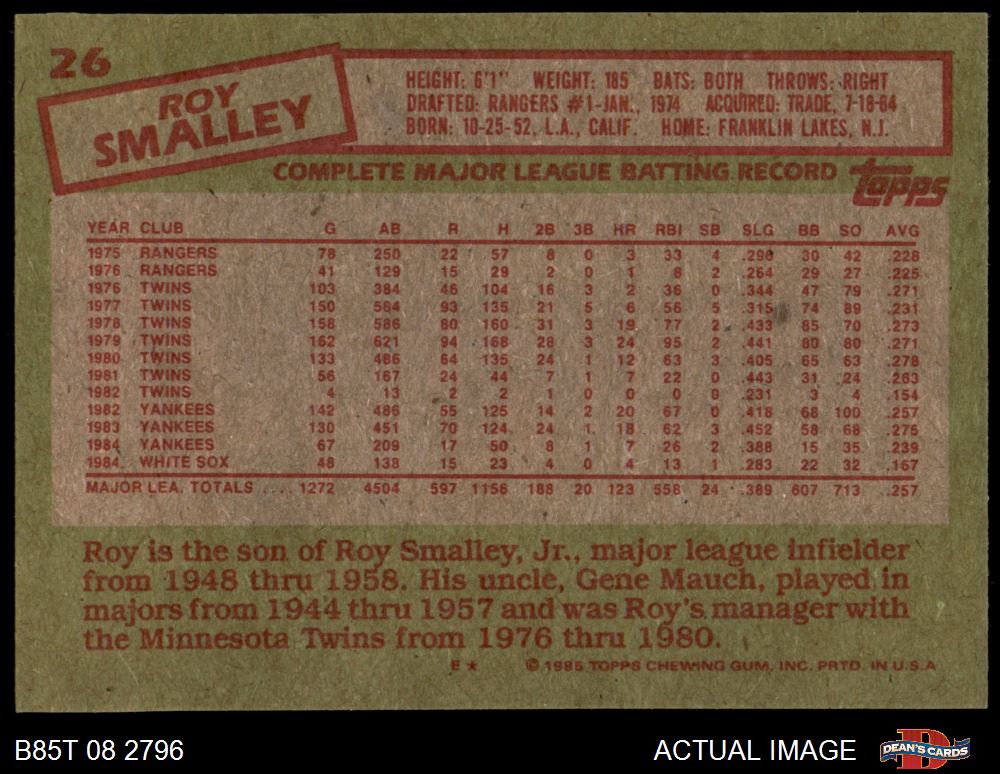 26
ROY
SMALLEY
HEIGHT: 6'1" WEIGHT: 185 BATS: BOTH THROWS: RIGHT
DRAFTED: RANGERS #1-JAN., 1974 ACQUIRED: TRADE, 7-18-84
BORN: 10-25-52, L.A., CALIF. HOME: FRANKLIN LAKES, N.J.
COMPLETE MAJOR LEAGUE BATTING RECORD topps
YEAR CLUB G AB R H 2B 3B HR RBI SB SLG BB SO AVG
1975 RANGERS 78 250 22 57 8 0 3 33 4 .296 30 42 .228
1976 RANGERS 41 129 15 29 2 0 1 8 2 .264 29 27 .225
1976 TWINS 103 384 46 104 16 3 2 36 0 .344 47 79 .271
1977 TWINS 150 584 93 135 21 5 6 56 5 .315 74 89 .231
1978 TWINS 158 586 80 160 31 3 19 77 2 .433 85 70 .273
1979 TWINS 162 621 94 168 28 3 24 95 2 .441 80 80 .271
1980 TWINS 133 486 64 135 24 1 12 63 3 .405 65 63 .278
1981 TWINS 56 167 24 44 7 1 7 22 0 .443 31 24 .263
1982 TWINS 4 13 2 2 1 0 0 0 0 .231 3 4 .154
1982 YANKEES 142 486 55 125 14 2 20 67 0 .418 68 100 .257
1983 YANKEES 130 451 70 124 24 1 18 62 3 .452 58 68 .275
1984 YANKEES 67 209 17 50 8 1 7 26 2 .388 15 35 .239
1984 WHITE SOX 48 138 15 23 4 0 4 13 1 .283 22 32 .167
MAJOR LEA. TOTALS .... 1272 4504 597 1156 188 20 123 558 24 .389 607 713 .257
Roy is the son of Roy Smalley, Jr., major league infielder
from 1948 thru 1958. His uncle, Gene Mauch, played in
majors from 1944 thru 1957 and was Roy's manager with
the Minnesota Twins from 1976 thru 1980.
E ★ © 1985 TOPPS CHEWING GUM, INC. PRTD. IN U.S.A
B85T 08 2796 ACTUAL IMAGE DEAN'S CARDS